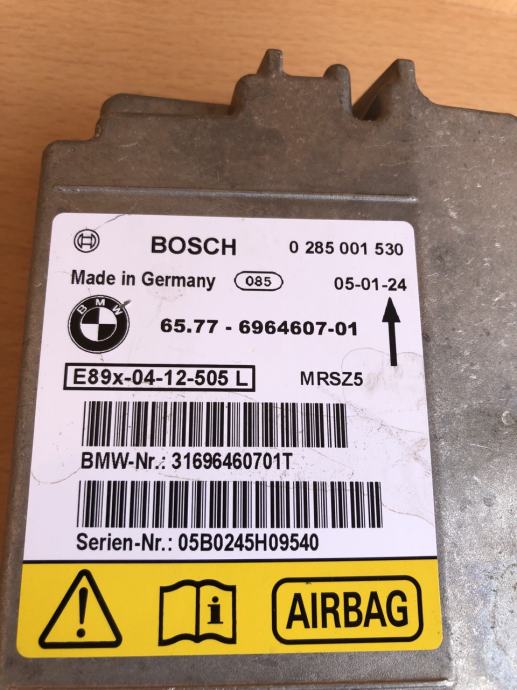 BOSCH 0 285 001 530
Made in Germany 085 05-01-24
BMW 65.77 - 6964607-01
E89x-04-12-505 L MRSZ5
BMW-Nr.: 31696460701T
Serien-Nr.: 05B0245H09540
AIRBAG